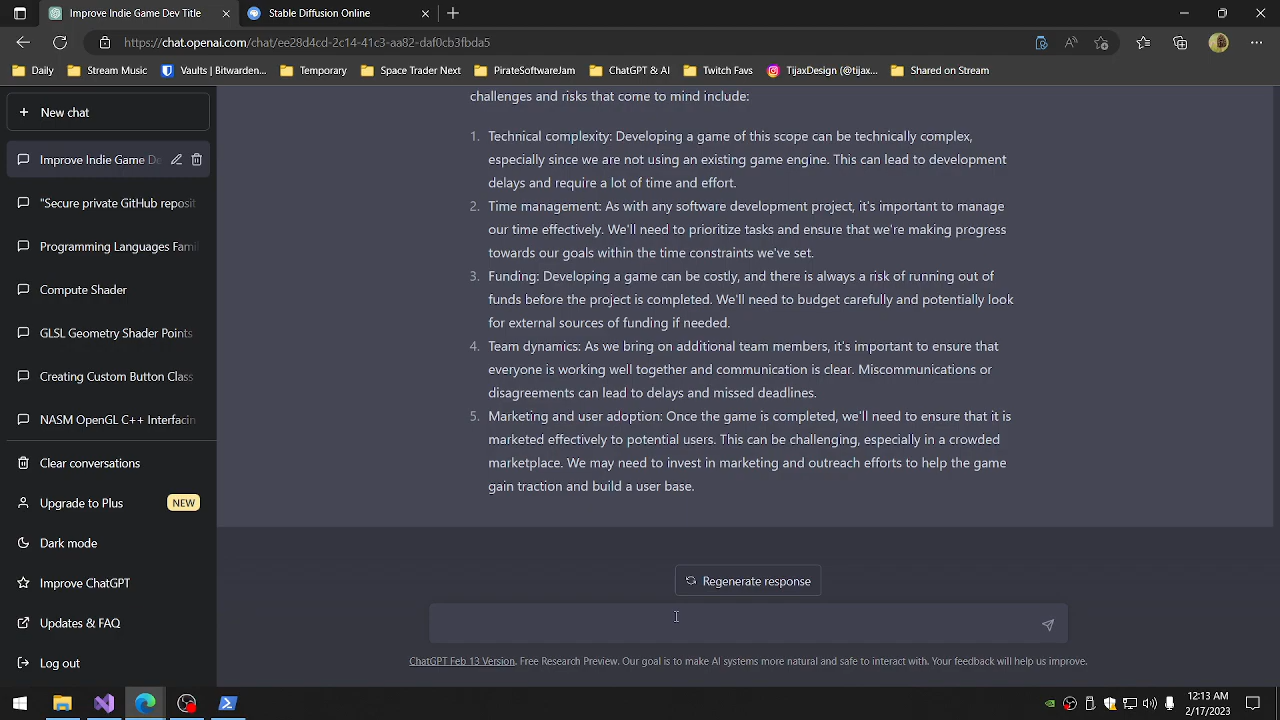 Improve Indie Game Dev Title
Stable Diffusion Online
https://chat.openai.com/chat/ee28d4cd-2c14-41c3-aa82-daf0cb3fbda5
Daily
Stream Music
Vaults | Bitwarden...
Temporary
Space Trader Next
PirateSoftwareJam
ChatGPT & AI
Twitch Favs
TijaxDesign (@tijax...
Shared on Stream
New chat
Improve Indie Game De
"Secure private GitHub reposit
Programming Languages Fami
Compute Shader
GLSL Geometry Shader Points
Creating Custom Button Class
NASM OpenGL C++ Interfacin
Clear conversations
Upgrade to Plus
NEW
Dark mode
Improve ChatGPT
Updates & FAQ
Log out
challenges and risks that come to mind include:
1. Technical complexity: Developing a game of this scope can be technically complex,
especially since we are not using an existing game engine. This can lead to development
delays and require a lot of time and effort.
2. Time management: As with any software development project, it's important to manage
our time effectively. We'll need to prioritize tasks and ensure that we're making progress
towards our goals within the time constraints we've set.
3. Funding: Developing a game can be costly, and there is always a risk of running out of
funds before the project is completed. We'll need to budget carefully and potentially look
for external sources of funding if needed.
4. Team dynamics: As we bring on additional team members, it's important to ensure that
everyone is working well together and communication is clear. Miscommunications or
disagreements can lead to delays and missed deadlines.
5. Marketing and user adoption: Once the game is completed, we'll need to ensure that it is
marketed effectively to potential users. This can be challenging, especially in a crowded
marketplace. We may need to invest in marketing and outreach efforts to help the game
gain traction and build a user base.
Regenerate response
ChatGPT Feb 13 Version. Free Research Preview. Our goal is to make AI systems more natural and safe to interact with. Your feedback will help us improve.
12:13 AM
2/17/2023